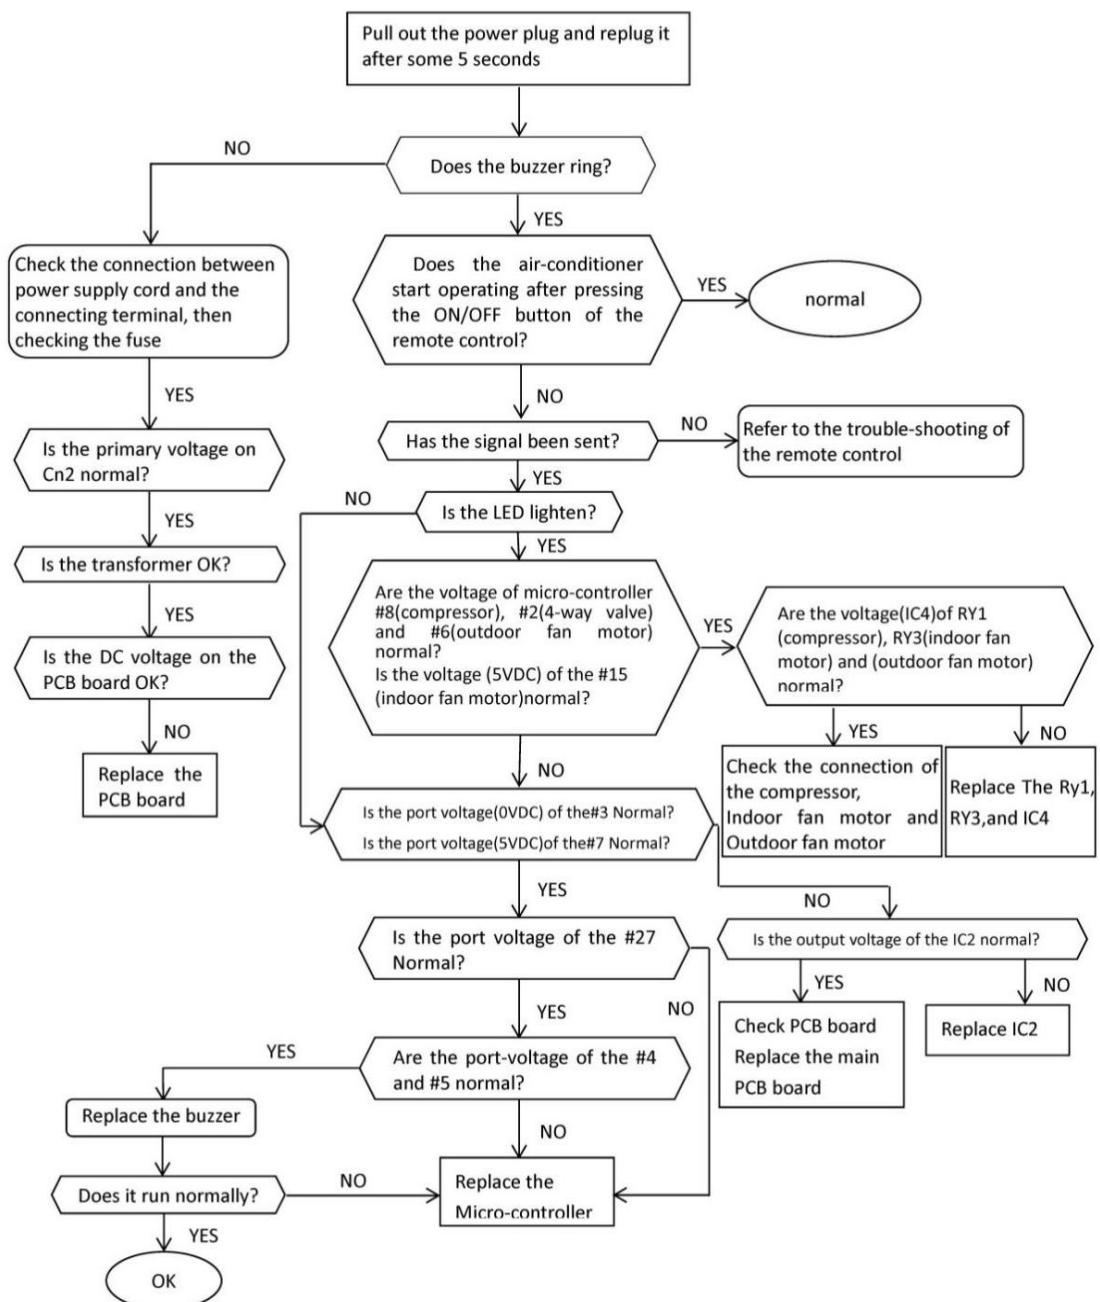 Pull out the power plug and replug it
after some 5 seconds
NO
Does the buzzer ring?
YES
Check the connection between
power supply cord and the
connecting terminal, then
checking the fuse
Does the air-conditioner
start operating after pressing
the ON/OFF button of the
remote control?
YES
normal
YES
NO
Is the primary voltage on
Cn2 normal?
Has the signal been sent?
NO
Refer to the trouble-shooting of
the remote control
YES
NO
Is the LED lighten?
YES
YES
Is the transformer OK?
YES
Is the DC voltage on the
PCB board OK?
NO
Replace the
PCB board
Are the voltage of micro-controller
#8(compressor), #2(4-way valve)
and #6(outdoor fan motor)
normal?
Is the voltage (5VDC) of the #15
(indoor fan motor)normal?
YES
Are the voltage(IC4)of RY1
(compressor), RY3(indoor fan
motor) and (outdoor fan motor)
normal?
YES
NO
Check the connection of
the compressor,
Indoor fan motor and
Outdoor fan motor
Replace The Ry1,
RY3,and IC4
NO
Is the port voltage(0VDC) of the#3 Normal?
Is the port voltage(5VDC)of the#7 Normal?
YES
NO
Is the port voltage of the #27
Normal?
Is the output voltage of the IC2 normal?
YES
NO
YES
NO
Check PCB board
Replace the main
PCB board
Replace IC2
YES
Are the port-voltage of the #4
and #5 normal?
Replace the buzzer
NO
Does it run normally?
NO
Replace the
Micro-controller
YES
OK